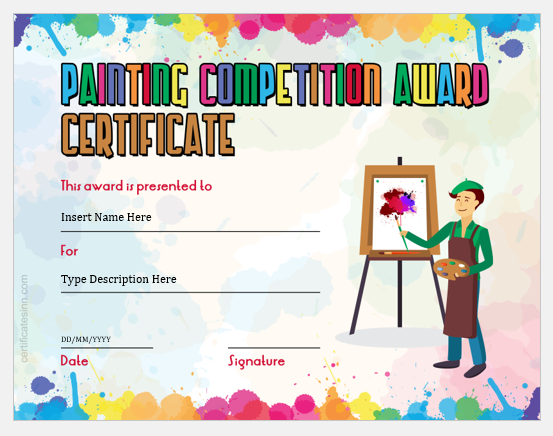 PAINTING COMPETITION AWARD
CERTIFICATE
This award is presented to
Insert Name Here
For
Type Description Here
DD/MM/YYYY
Date
Signature
certificatesinn.com